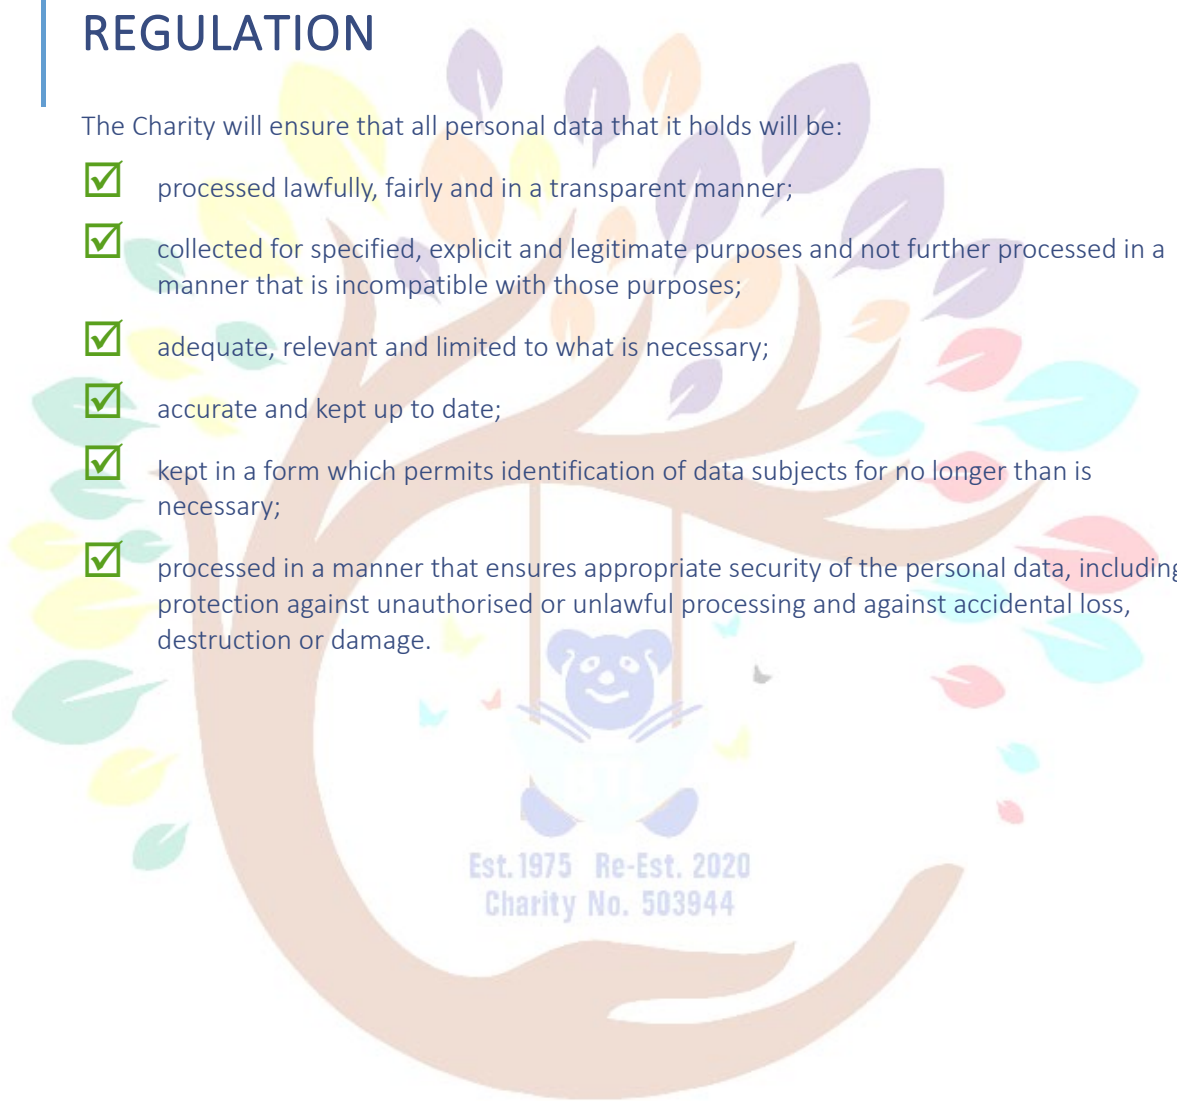 REGULATION
The Charity will ensure that all personal data that it holds will be:
processed lawfully, fairly and in a transparent manner;
collected for specified, explicit and legitimate purposes and not further processed in a
manner that is incompatible with those purposes;
adequate, relevant and limited to what is necessary;
accurate and kept up to date;
kept in a form which permits identification of data subjects for no longer than is
necessary;
processed in a manner that ensures appropriate security of the personal data, including
protection against unauthorised or unlawful processing and against accidental loss,
destruction or damage.
Est. 1975 Re-Est. 2020
Charity No. 503944